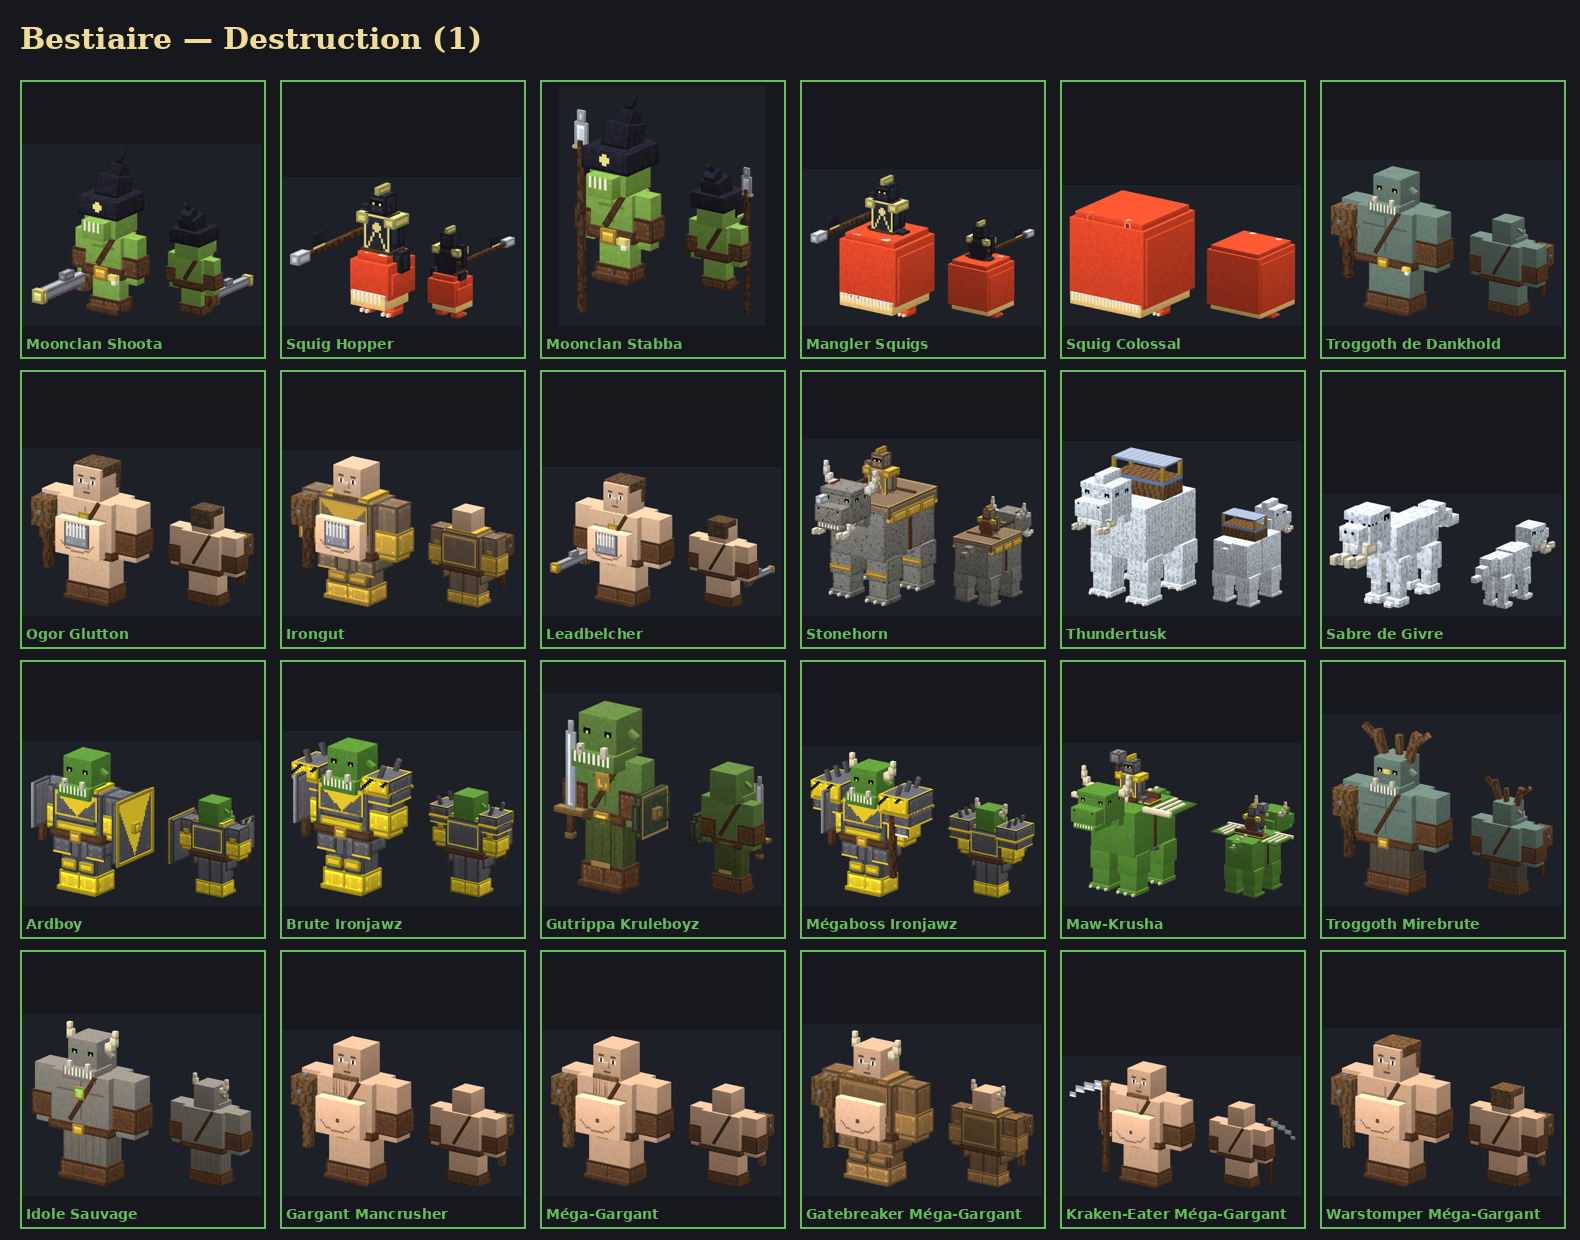 Bestiaire — Destruction (1)
Moonclan Shoota
Squig Hopper
Moonclan Stabba
Mangler Squigs
Squig Colossal
Troggoth de Dankhold
Ogor Glutton
Irongut
Leadbelcher
Stonehorn
Thundertusk
Sabre de Givre
Ardboy
Brute Ironjawz
Gutrippa Kruleboyz
Mégaboss Ironjawz
Maw-Krusha
Troggoth Mirebrute
Idole Sauvage
Gargant Mancrusher
Méga-Gargant
Gatebreaker Méga-Gargant
Kraken-Eater Méga-Gargant
Warstomper Méga-Gargant